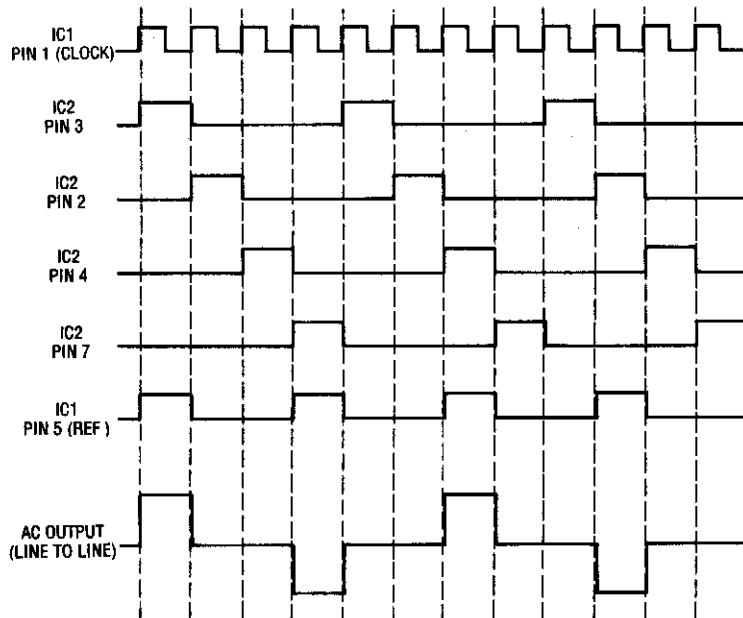 IC1
PIN 1 (CLOCK)
IC2
PIN 3
IC2
PIN 2
IC2
PIN 4
IC2
PIN 7
IC1
PIN 5 (REF)
AC OUTPUT
(LINE TO LINE)